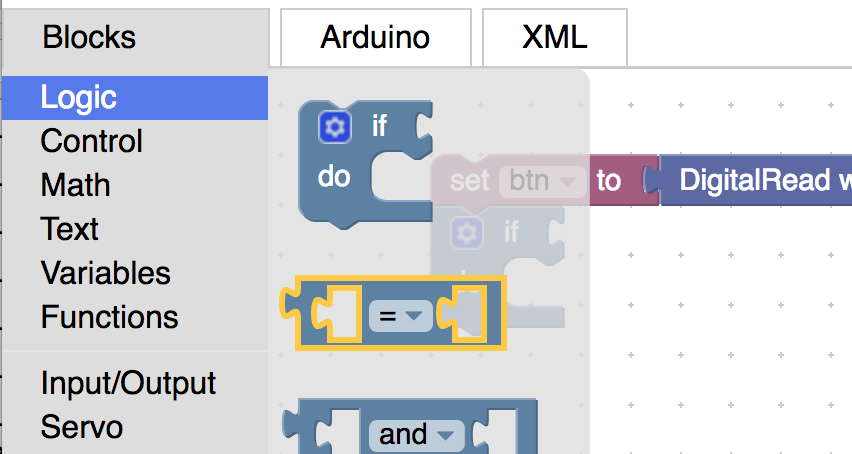 Blocks
Arduino
XML
Logic
Control
Math
Text
Variables
Functions
Input/Output
Servo
if
do
=
and
set btn to DigitalRead
if